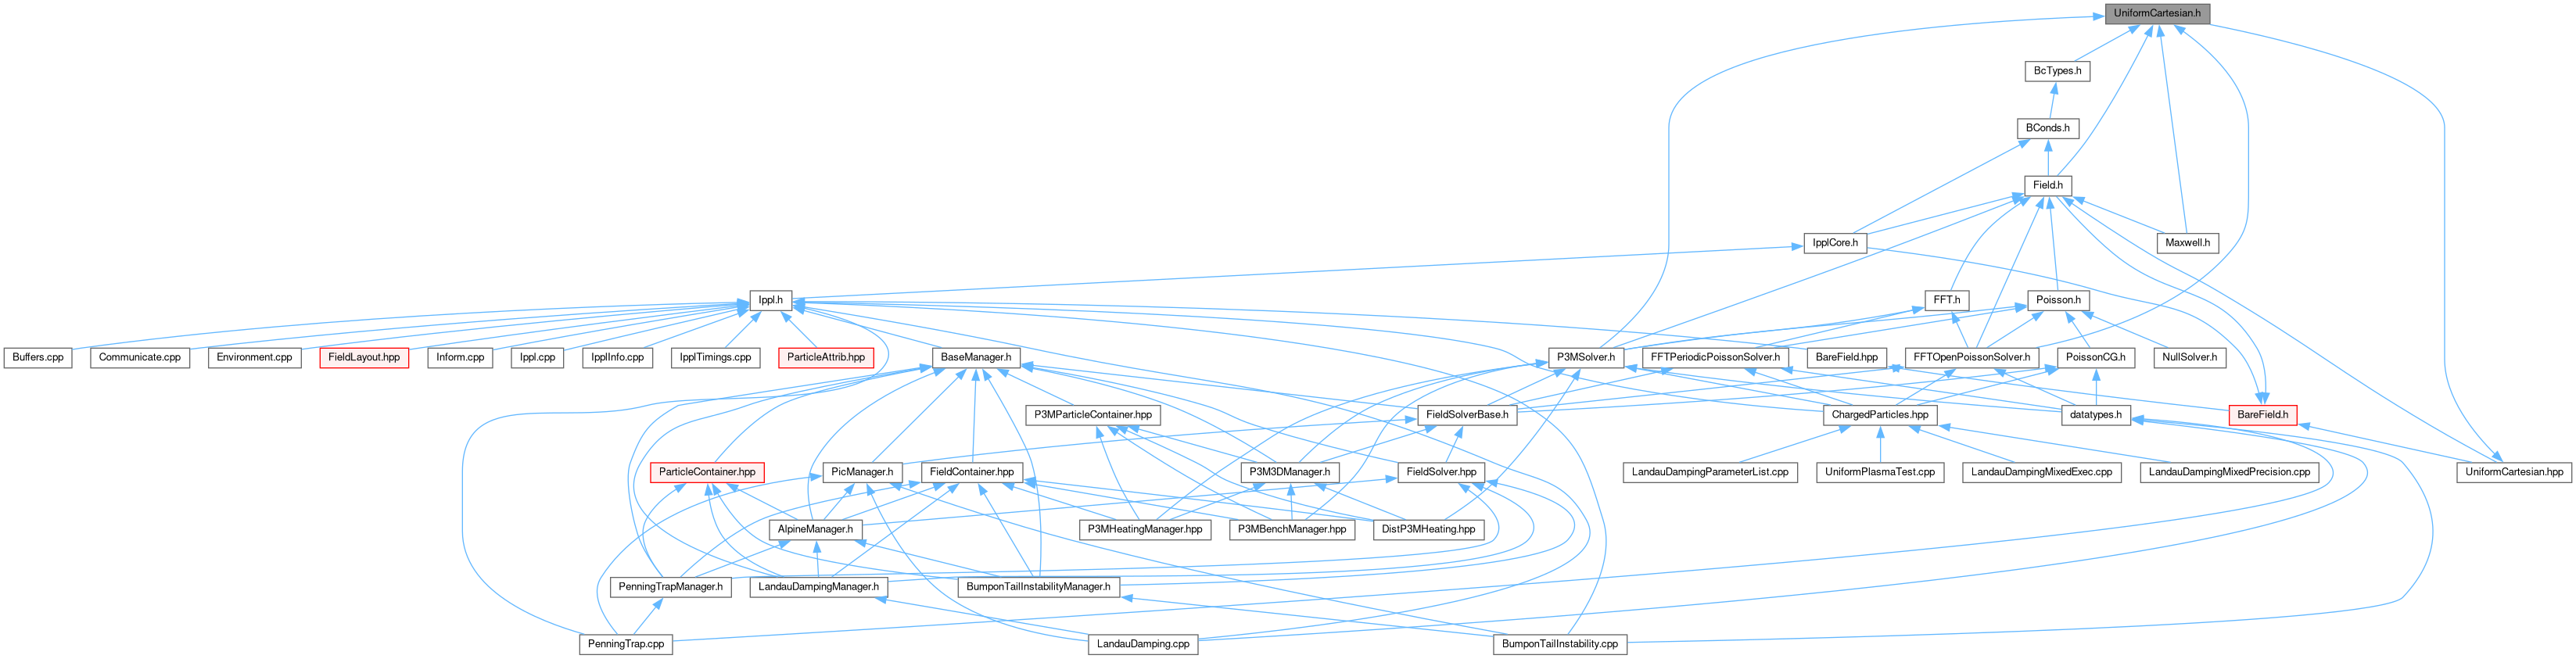 UniformCartesian.h
BcTypes.h
BConds.h
Field.h
IpplCore.h
Maxwell.h
Ippl.h
FFT.h
Poisson.h
Buffers.cpp
Communicate.cpp
Environment.cpp
FieldLayout.hpp
Inform.cpp
Ippl.cpp
IpplInfo.cpp
IpplTimings.cpp
ParticleAttrib.hpp
BaseManager.h
P3MSolver.h
FFTPeriodicPoissonSolver.h
BareField.hpp
FFTOpenPoissonSolver.h
PoissonCG.h
NullSolver.h
P3MParticleContainer.hpp
FieldSolverBase.h
ChargedParticles.hpp
datatypes.h
BareField.h
ParticleContainer.hpp
PicManager.h
FieldContainer.hpp
P3M3DManager.h
FieldSolver.hpp
LandauDampingParameterList.cpp
UniformPlasmaTest.cpp
LandauDampingMixedExec.cpp
LandauDampingMixedPrecision.cpp
UniformCartesian.hpp
AlpineManager.h
P3MHeatingManager.hpp
P3MBenchManager.hpp
DistP3MHeating.hpp
PenningTrapManager.h
LandauDampingManager.h
BumponTailInstabilityManager.h
PenningTrap.cpp
LandauDamping.cpp
BumponTailInstability.cpp